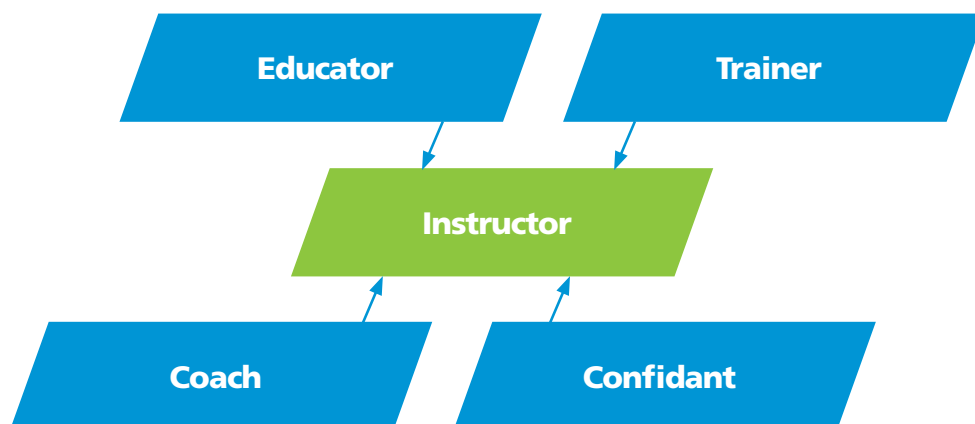 Educator
Trainer
Instructor
Coach
Confidant